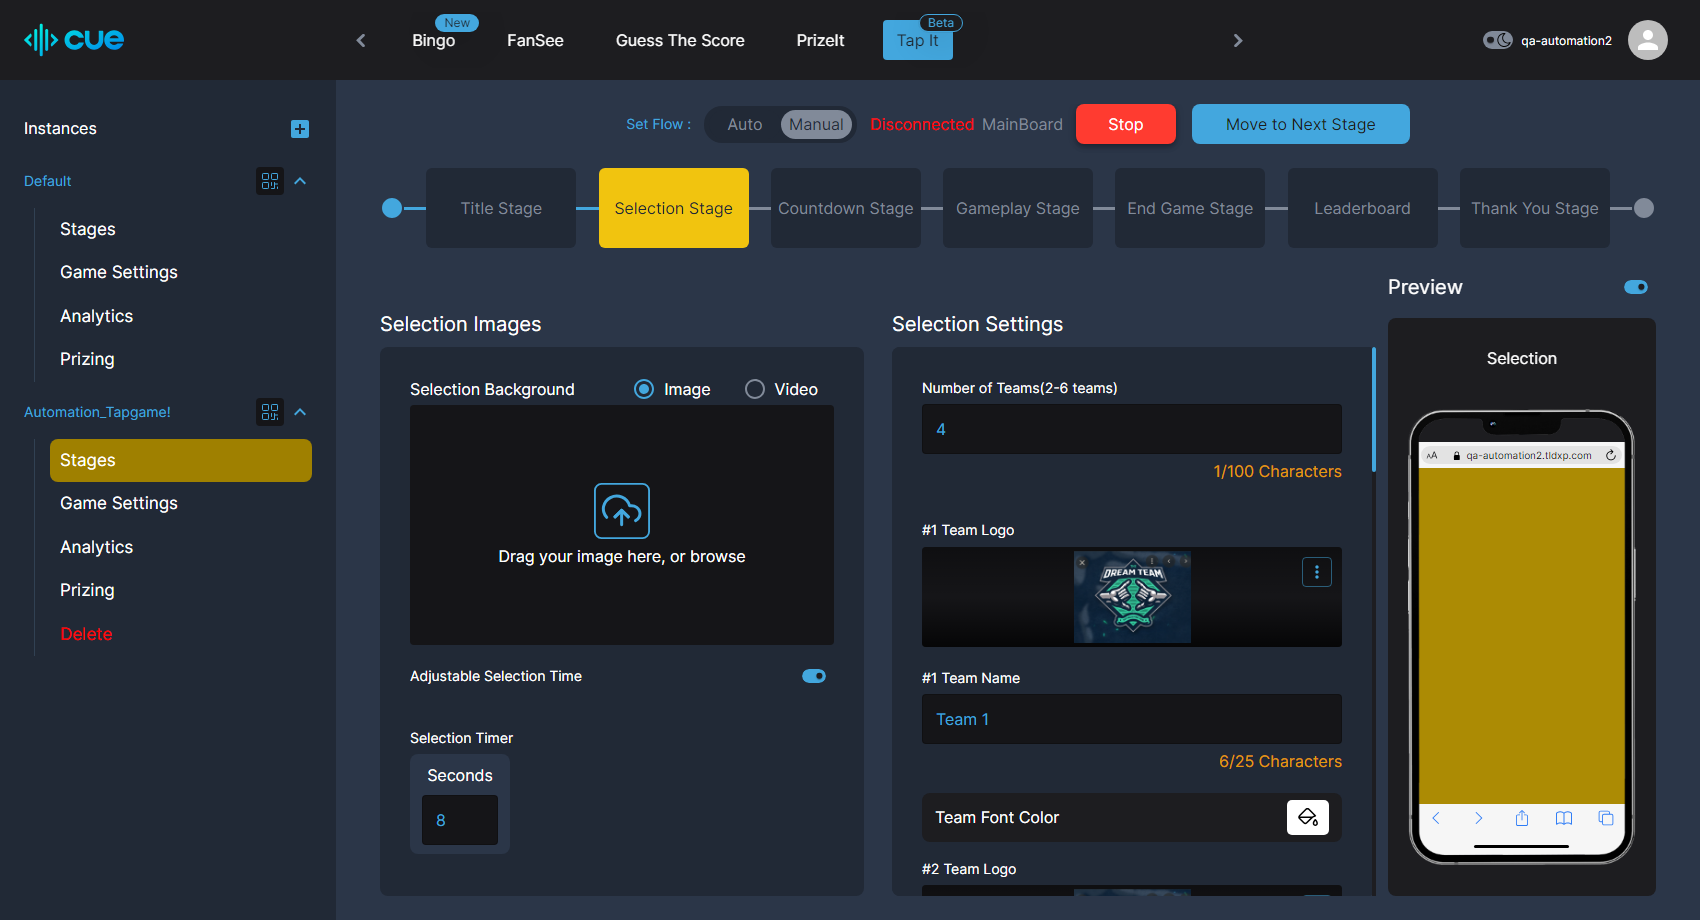 cue
New
Bingo
FanSee
Guess The Score
PrizeIt
Beta
Tap It
qa-automation2
Instances
Default
Stages
Game Settings
Analytics
Prizing
Automation_Tapgame!
Stages
Game Settings
Analytics
Prizing
Delete
Set Flow :
Auto
Manual
Disconnected MainBoard
Stop
Move to Next Stage
Title Stage
Selection Stage
Countdown Stage
Gameplay Stage
End Game Stage
Leaderboard
Thank You Stage
Selection Images
Selection Background
Image
Video
Drag your image here, or browse
Adjustable Selection Time
Selection Timer
Seconds
8
Selection Settings
Number of Teams(2-6 teams)
4
1/100 Characters
#1 Team Logo
DREAM TEAM
#1 Team Name
Team 1
6/25 Characters
Team Font Color
#2 Team Logo
Preview
Selection
AA
qa-automation2.tldxp.com